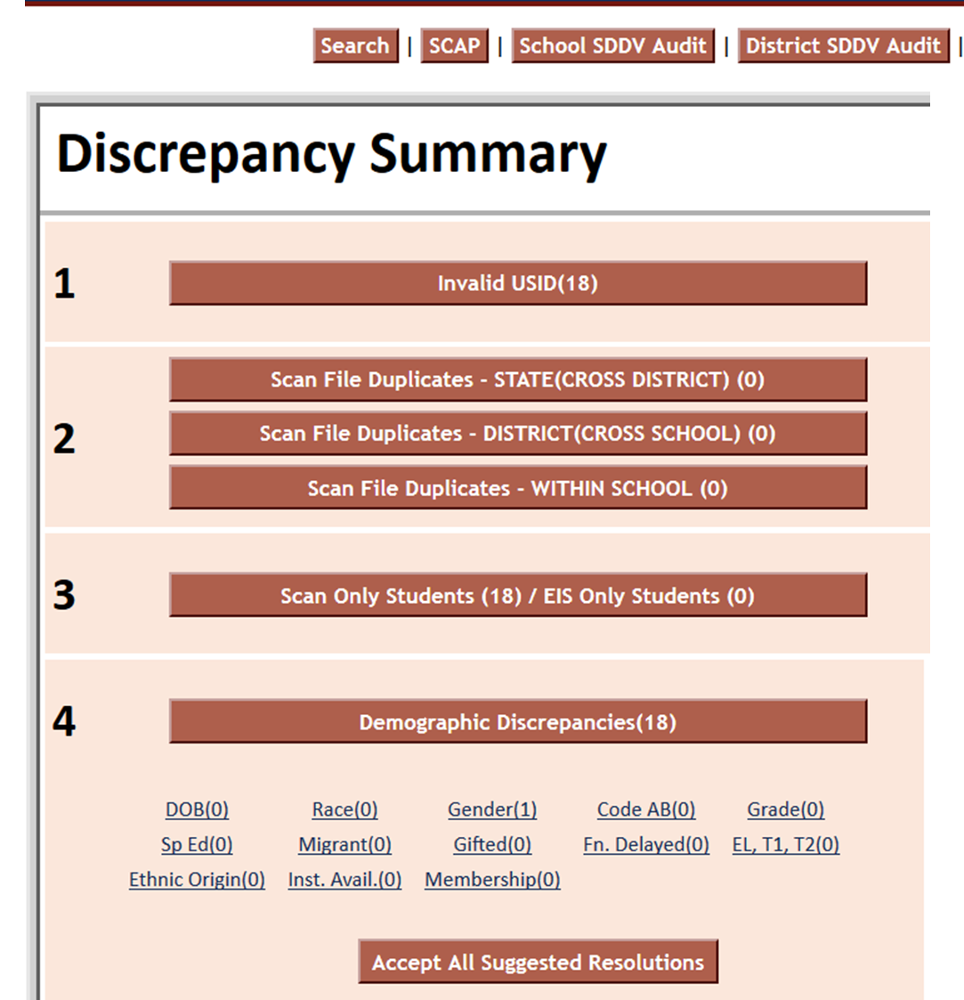 Search | SCAP | School SDDV Audit | District SDDV Audit |
Discrepancy Summary
1 Invalid USID(18)
Scan File Duplicates - STATE(CROSS DISTRICT) (0)
2 Scan File Duplicates - DISTRICT(CROSS SCHOOL) (0)
Scan File Duplicates - WITHIN SCHOOL (0)
3 Scan Only Students (18) / EIS Only Students (0)
4 Demographic Discrepancies(18)
DOB(0) Race(0) Gender(1) Code AB(0) Grade(0)
Sp Ed(0) Migrant(0) Gifted(0) Fn. Delayed(0) EL, T1, T2(0)
Ethnic Origin(0) Inst. Avail.(0) Membership(0)
Accept All Suggested Resolutions